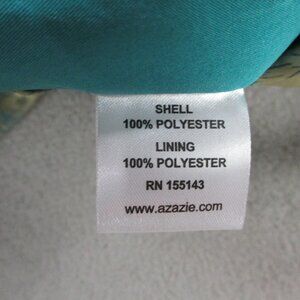 SHELL
100% POLYESTER
LINING
100% POLYESTER
RN 155143
www.azazie.com